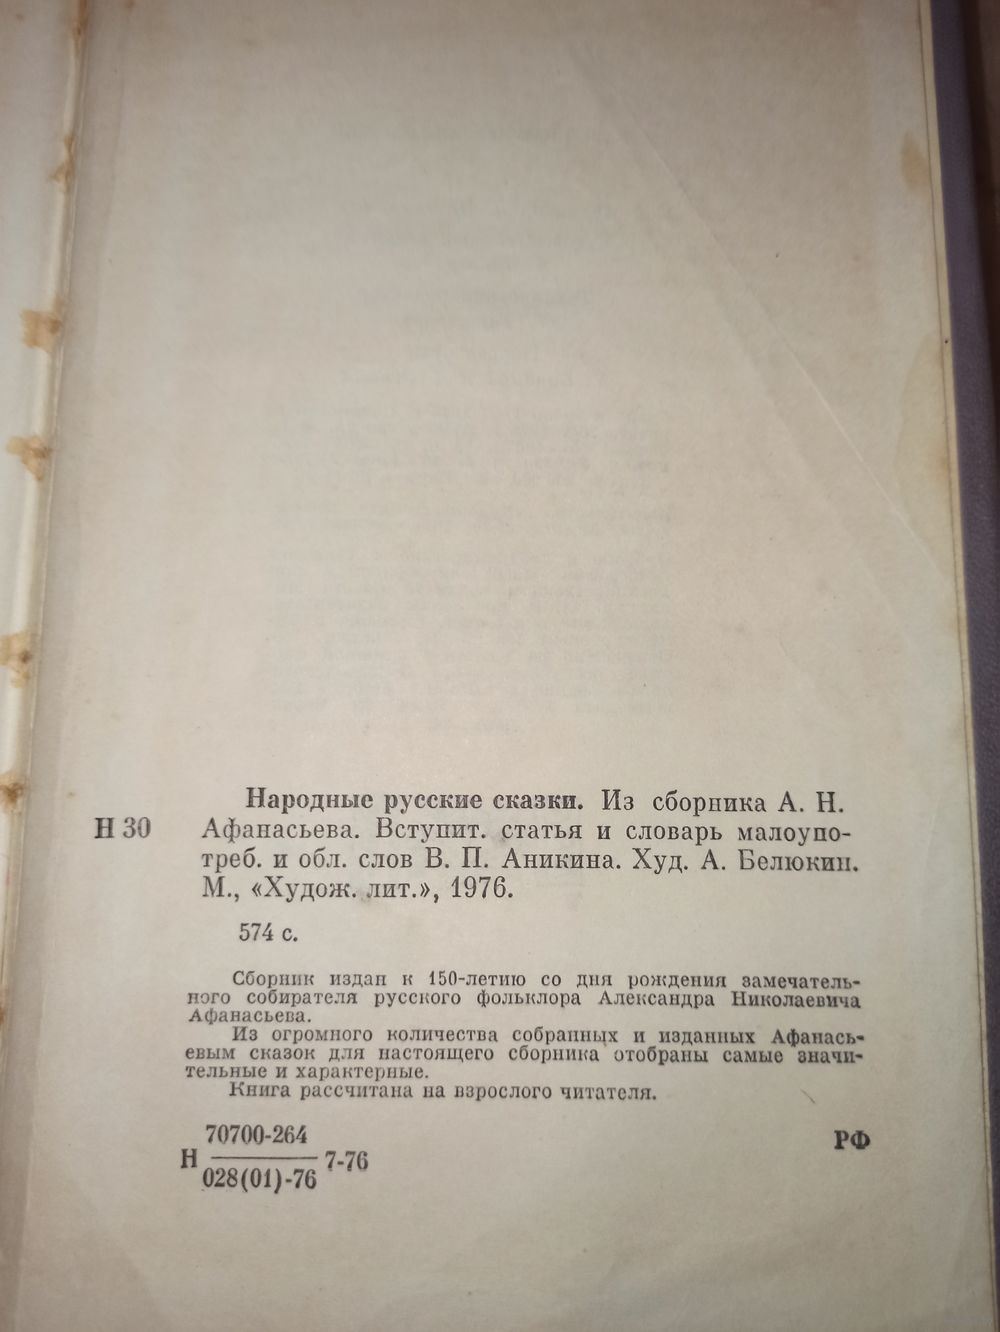 Народные русские сказки. Из сборника А. Н.
Н 30 Афанасьева. Вступит. статья и словарь малоупо-
треб. и обл. слов В. П. Аникина. Худ. А. Белюкин.
М., «Худож. лит.», 1976.
574 с.
Сборник издан к 150-летию со дня рождения замечатель-
ного собирателя русского фольклора Александра Николаевича
Афанасьева.
Из огромного количества собранных и изданных Афанась-
евым сказок для настоящего сборника отобраны самые значи-
тельные и характерные.
Книга рассчитана на взрослого читателя.
70700-264
Н 7-76
028(01)-76
РФ